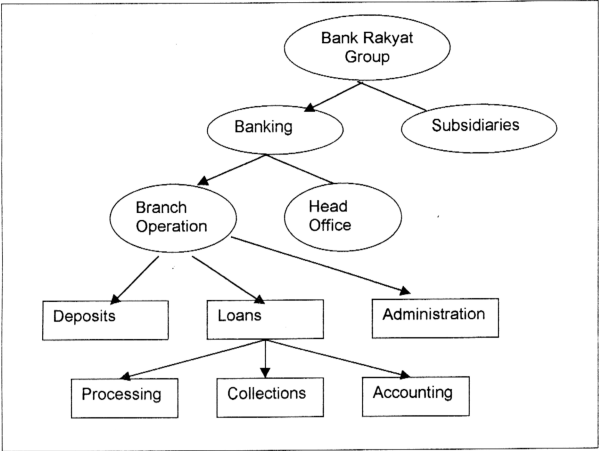 Bank Rakyat
Group
Banking
Subsidiaries
Branch
Operation
Head
Office
Deposits
Loans
Administration
Processing
Collections
Accounting